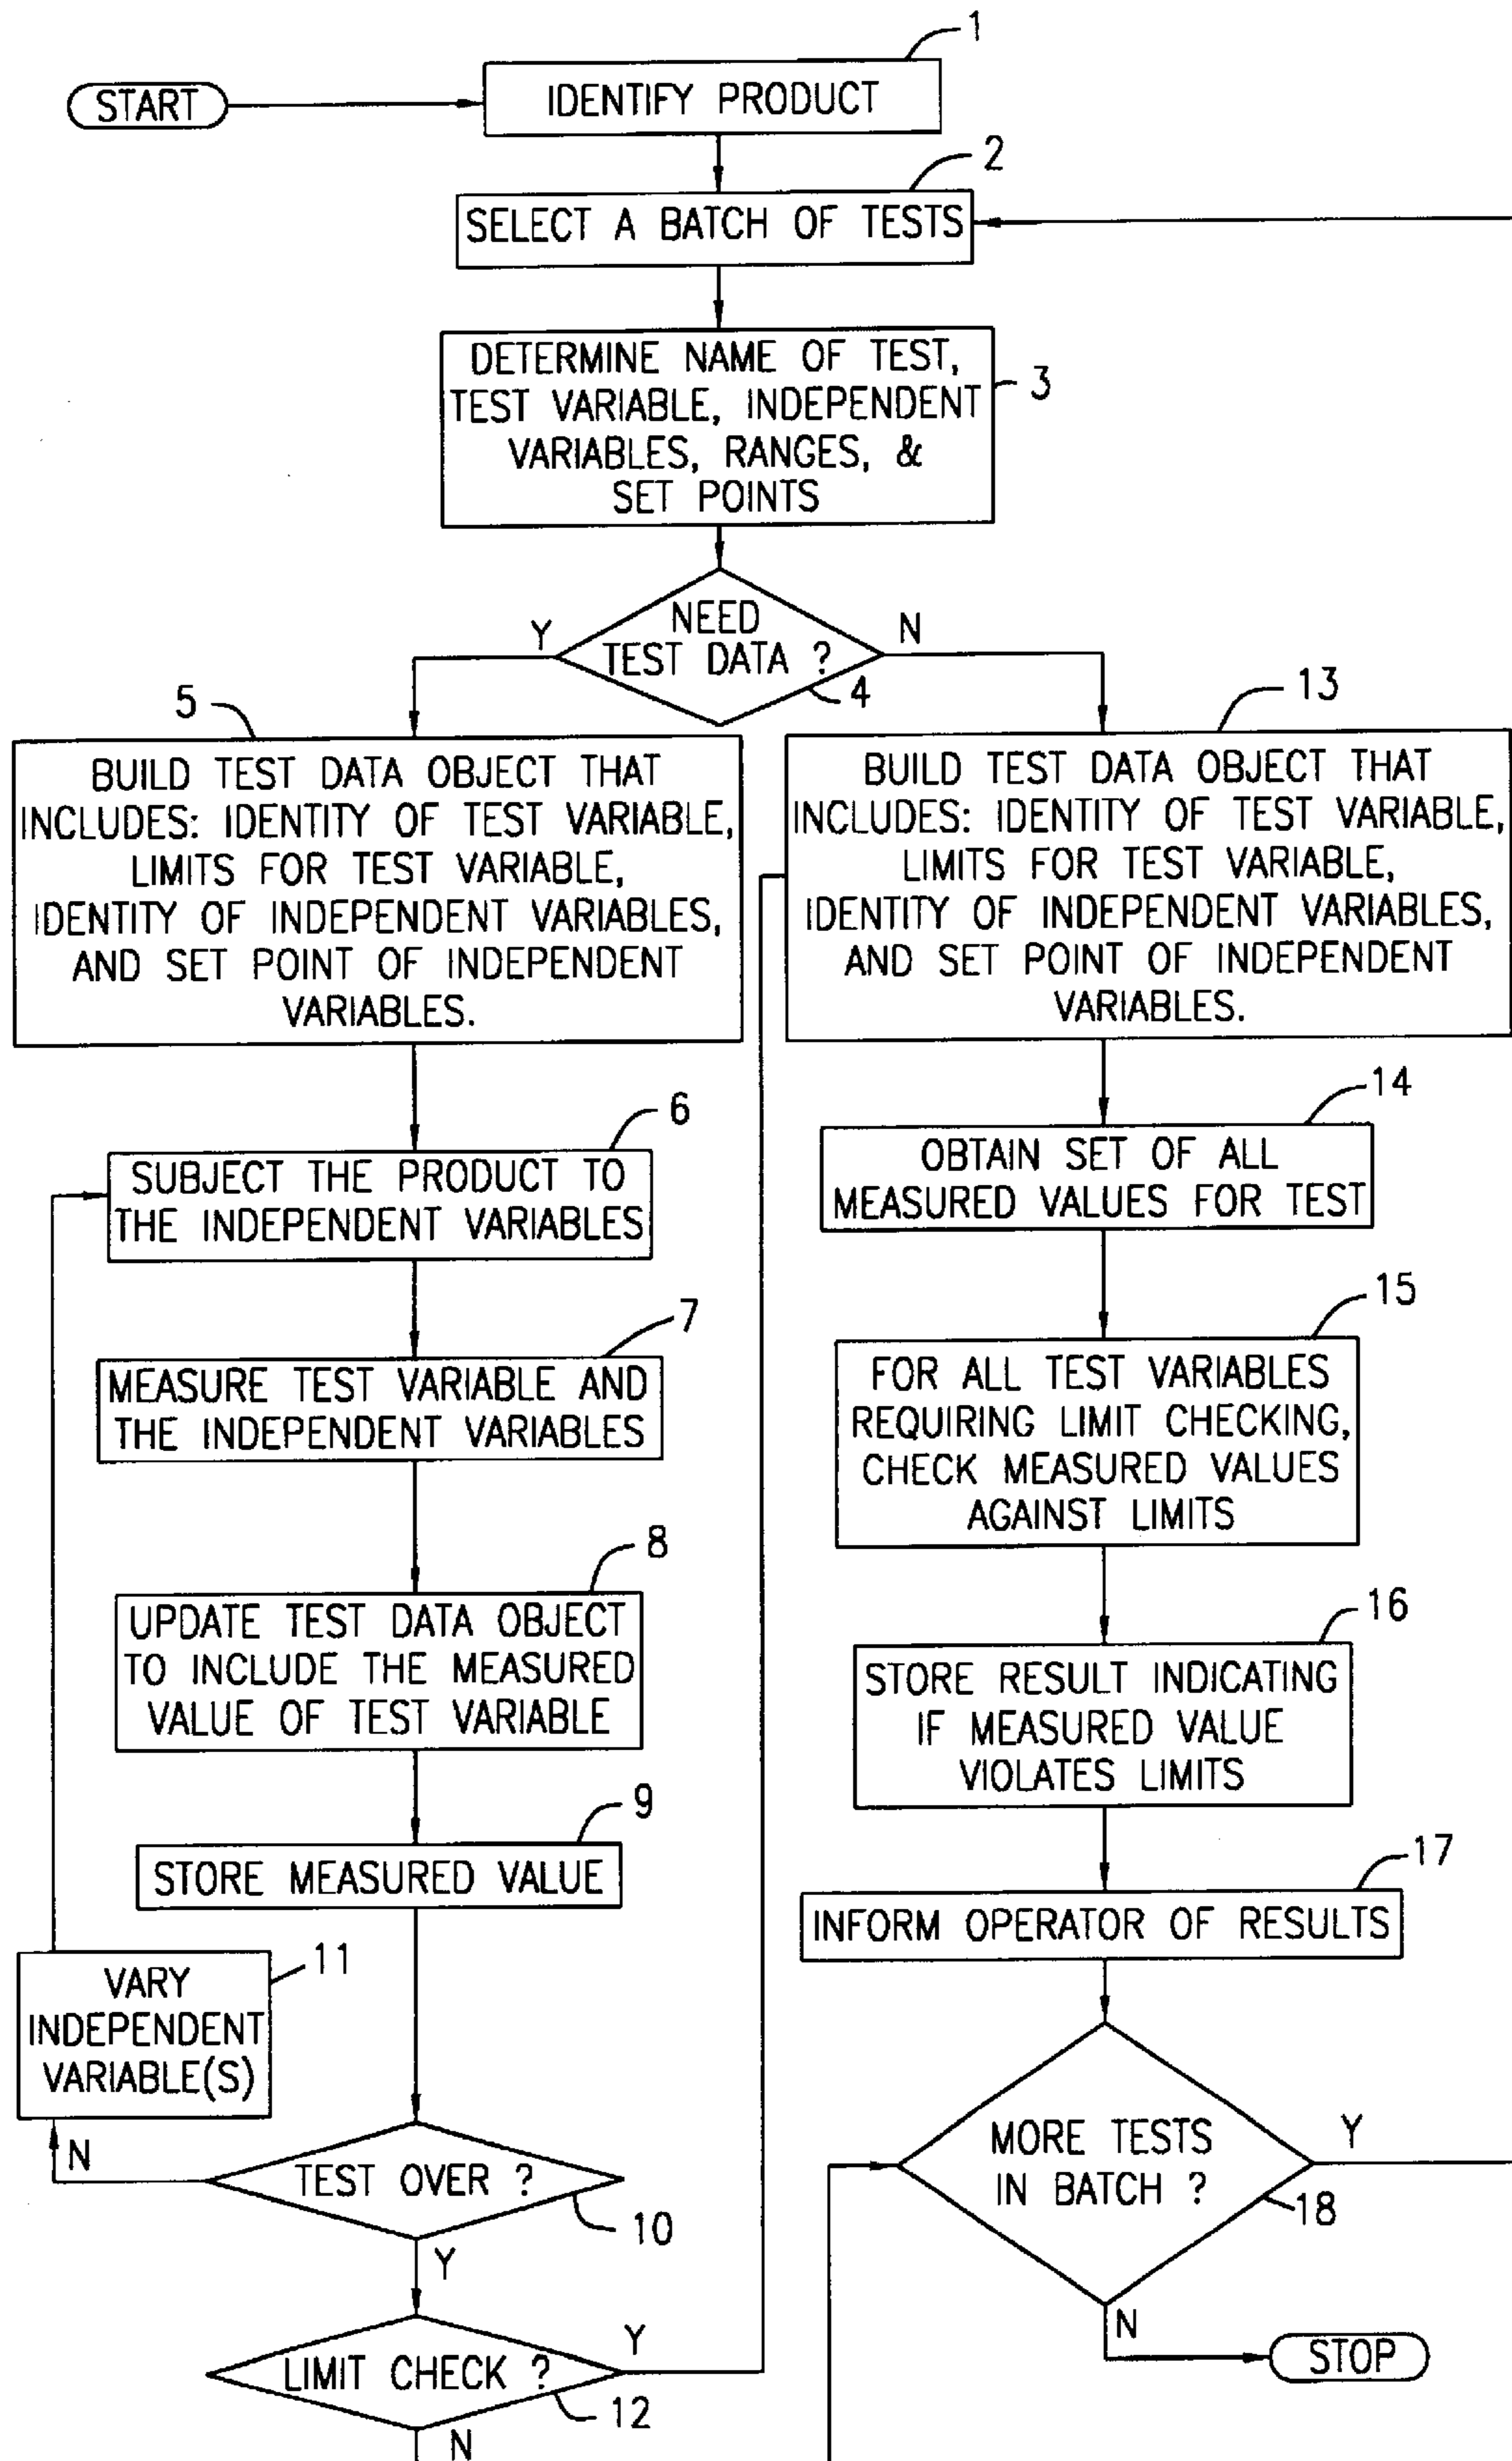 1
START
IDENTIFY PRODUCT
2
SELECT A BATCH OF TESTS
DETERMINE NAME OF TEST,
TEST VARIABLE, INDEPENDENT
VARIABLES, RANGES, &
SET POINTS
3
NEED
TEST DATA ?
Y
N
4
5
BUILD TEST DATA OBJECT THAT
INCLUDES: IDENTITY OF TEST VARIABLE,
LIMITS FOR TEST VARIABLE,
IDENTITY OF INDEPENDENT VARIABLES,
AND SET POINT OF INDEPENDENT
VARIABLES.
6
SUBJECT THE PRODUCT TO
THE INDEPENDENT VARIABLES
7
MEASURE TEST VARIABLE AND
THE INDEPENDENT VARIABLES
8
UPDATE TEST DATA OBJECT
TO INCLUDE THE MEASURED
VALUE OF TEST VARIABLE
9
STORE MEASURED VALUE
11
VARY
INDEPENDENT
VARIABLE(S)
N
TEST OVER ?
10
Y
LIMIT CHECK ?
Y
12
N
13
BUILD TEST DATA OBJECT THAT
INCLUDES: IDENTITY OF TEST VARIABLE,
LIMITS FOR TEST VARIABLE,
IDENTITY OF INDEPENDENT VARIABLES,
AND SET POINT OF INDEPENDENT
VARIABLES.
14
OBTAIN SET OF ALL
MEASURED VALUES FOR TEST
15
FOR ALL TEST VARIABLES
REQUIRING LIMIT CHECKING,
CHECK MEASURED VALUES
AGAINST LIMITS
16
STORE RESULT INDICATING
IF MEASURED VALUE
VIOLATES LIMITS
17
INFORM OPERATOR OF RESULTS
MORE TESTS
IN BATCH ?
Y
18
N
STOP